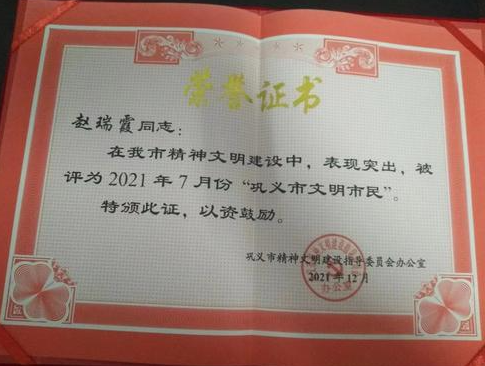 荣誉证书
赵瑞霞同志：
在我市精神文明建设中，表现突出，被
评为2021年7月份“巩义市文明市民”。
特颁此证，以资鼓励。
巩义市精神文明建设指导委员会办公室
2021年12月
办公室